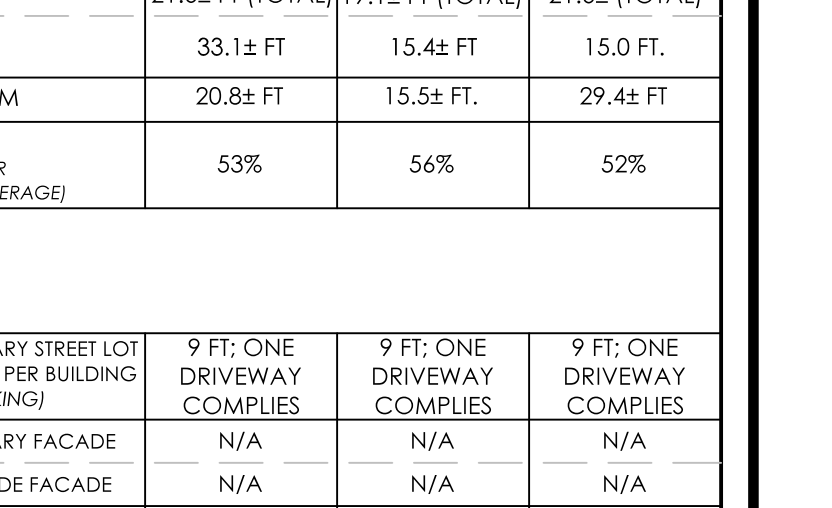 33.1± FT 15.4± FT 15.0 FT.
M 20.8± FT 15.5± FT. 29.4± FT
53% 56% 52%
R
ERAGE)
ARY STREET LOT 9 FT; ONE 9 FT; ONE 9 FT; ONE
PER BUILDING DRIVEWAY DRIVEWAY DRIVEWAY
KING) COMPLIES COMPLIES COMPLIES
ARY FACADE N/A N/A N/A
DE FACADE N/A N/A N/A